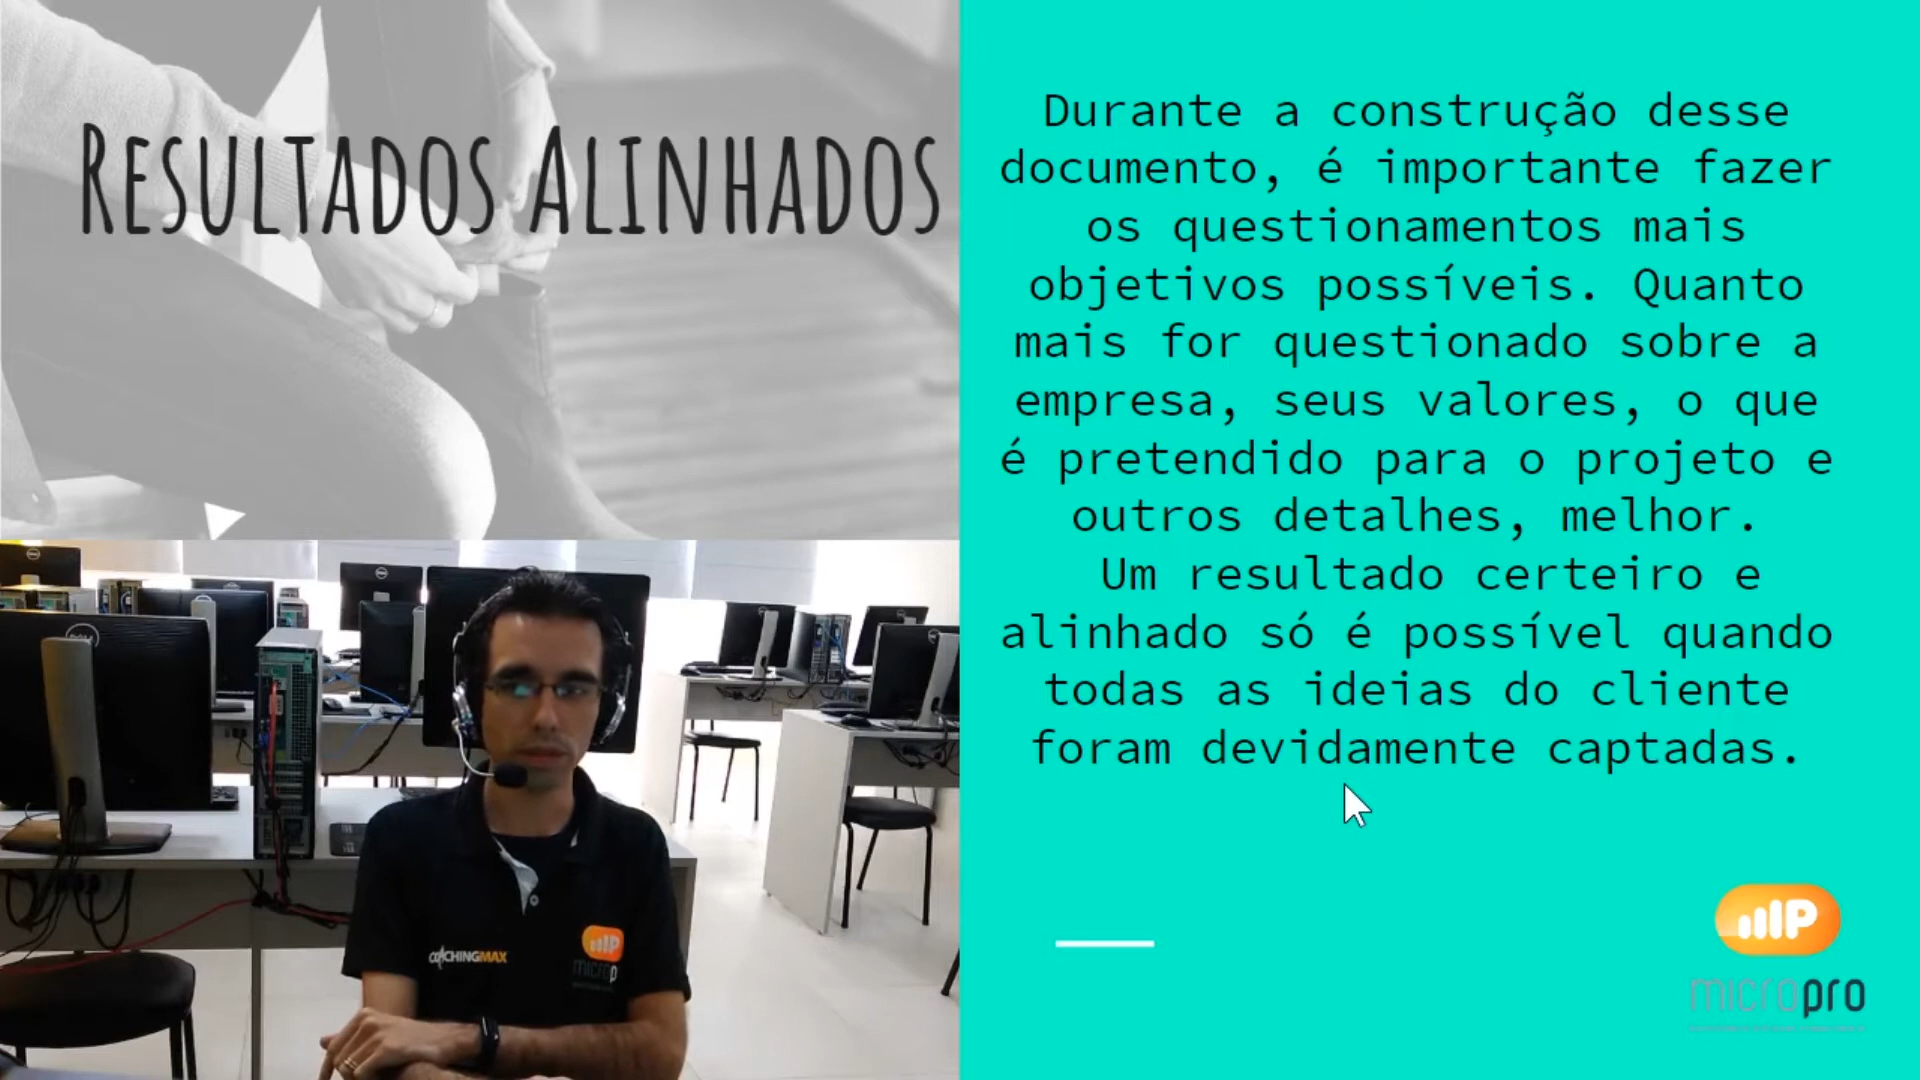 RESULTADOS ALINHADOS
Durante a construção desse
documento, é importante fazer
os questionamentos mais
objetivos possíveis. Quanto
mais for questionado sobre a
empresa, seus valores, o que
é pretendido para o projeto e
outros detalhes, melhor.
Um resultado certeiro e
alinhado só é possível quando
todas as ideias do cliente
foram devidamente captadas.
COACHINGMAX
micropro
micropro